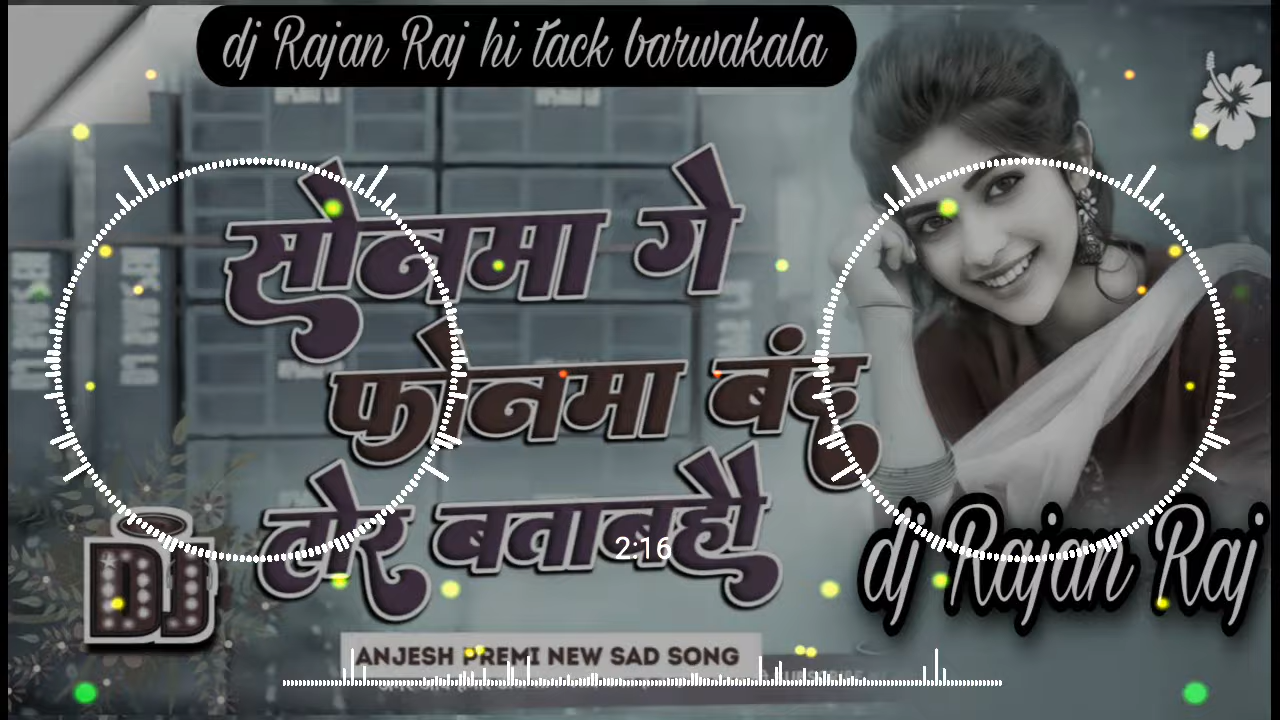 dj Rajan Raj hi tack barwakala
सोनमा गे
फोनमा बंद
तोर बताबहौ
2:16
DJ
dj Rajan Raj
ANJESH PREMI NEW SAD SONG